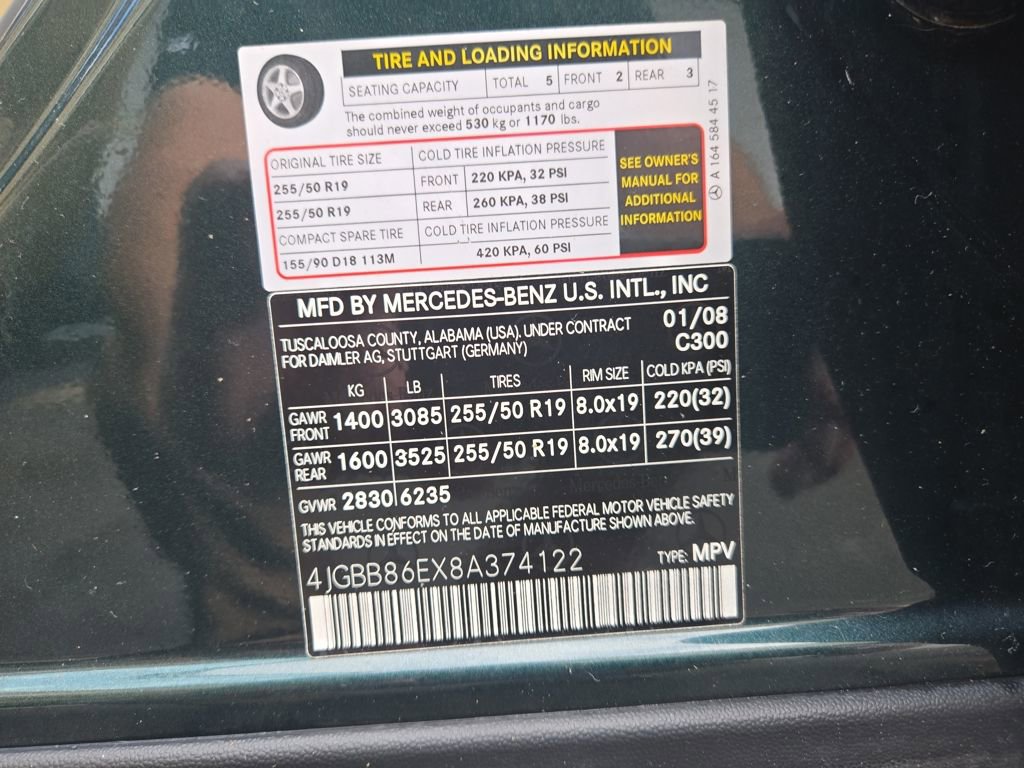 TIRE AND LOADING INFORMATION
SEATING CAPACITY TOTAL 5 FRONT 2 REAR 3
The combined weight of occupants and cargo
should never exceed 530 kg or 1170 lbs.
ORIGINAL TIRE SIZE COLD TIRE INFLATION PRESSURE
255/50 R19 FRONT 220 KPA, 32 PSI
255/50 R19 REAR 260 KPA, 38 PSI
COMPACT SPARE TIRE COLD TIRE INFLATION PRESSURE
155/90 D18 113M 420 KPA, 60 PSI
SEE OWNER'S
MANUAL FOR
ADDITIONAL
INFORMATION
A 164 584 45 17
MFD BY MERCEDES-BENZ U.S. INTL., INC
TUSCALOOSA COUNTY, ALABAMA (USA), UNDER CONTRACT
FOR DAIMLER AG, STUTTGART (GERMANY)
01/08
C300
KG LB TIRES RIM SIZE COLD KPA (PSI)
GAWR FRONT 1400 3085 255/50 R19 8.0x19 220(32)
GAWR REAR 1600 3525 255/50 R19 8.0x19 270(39)
GVWR 2830 6235
THIS VEHICLE CONFORMS TO ALL APPLICABLE FEDERAL MOTOR VEHICLE SAFETY
STANDARDS IN EFFECT ON THE DATE OF MANUFACTURE SHOWN ABOVE.
4JGBB86EX8A374122 TYPE: MPV